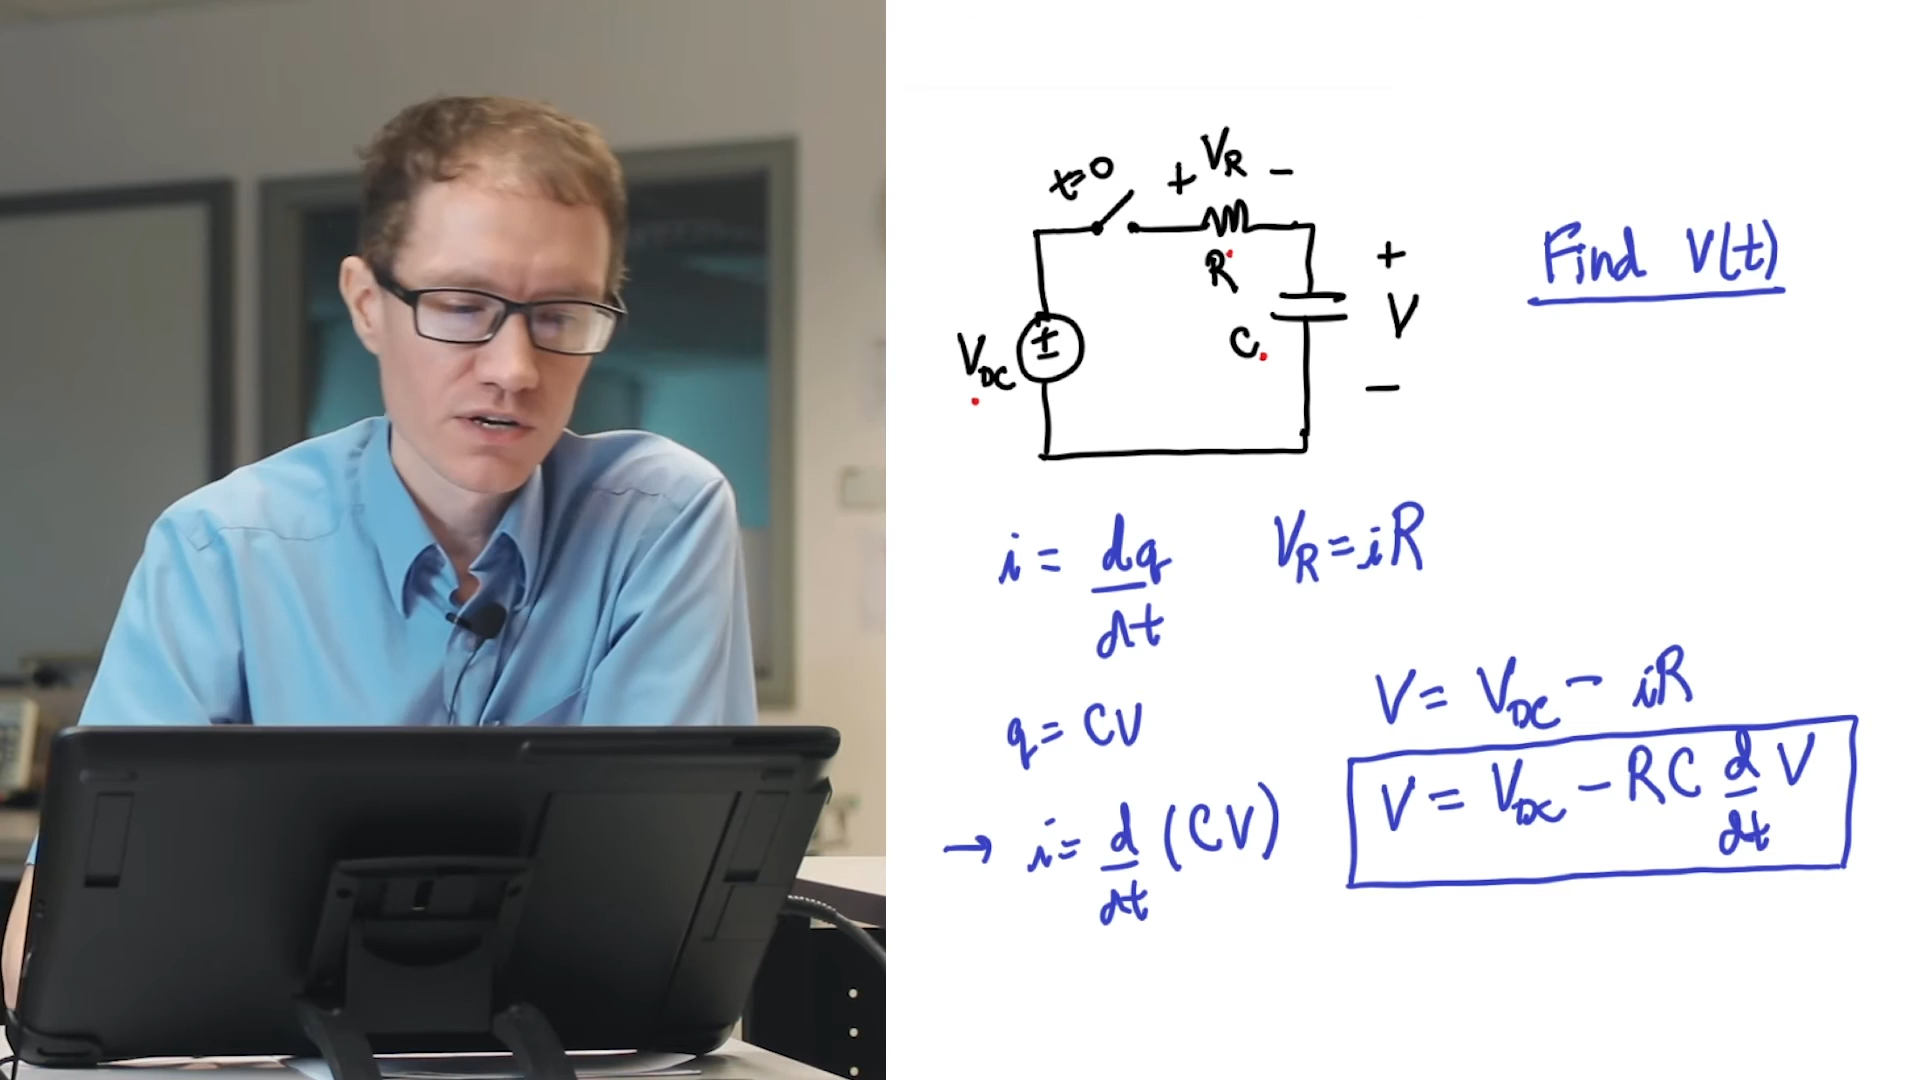 t=0
+ V_R -
R
+
V
-
C
V_DC
±
Find V(t)
i = dq/dt
V_R = iR
q = CV
→ i = d/dt (CV)
V = V_DC - iR
V = V_DC - RC d/dt V